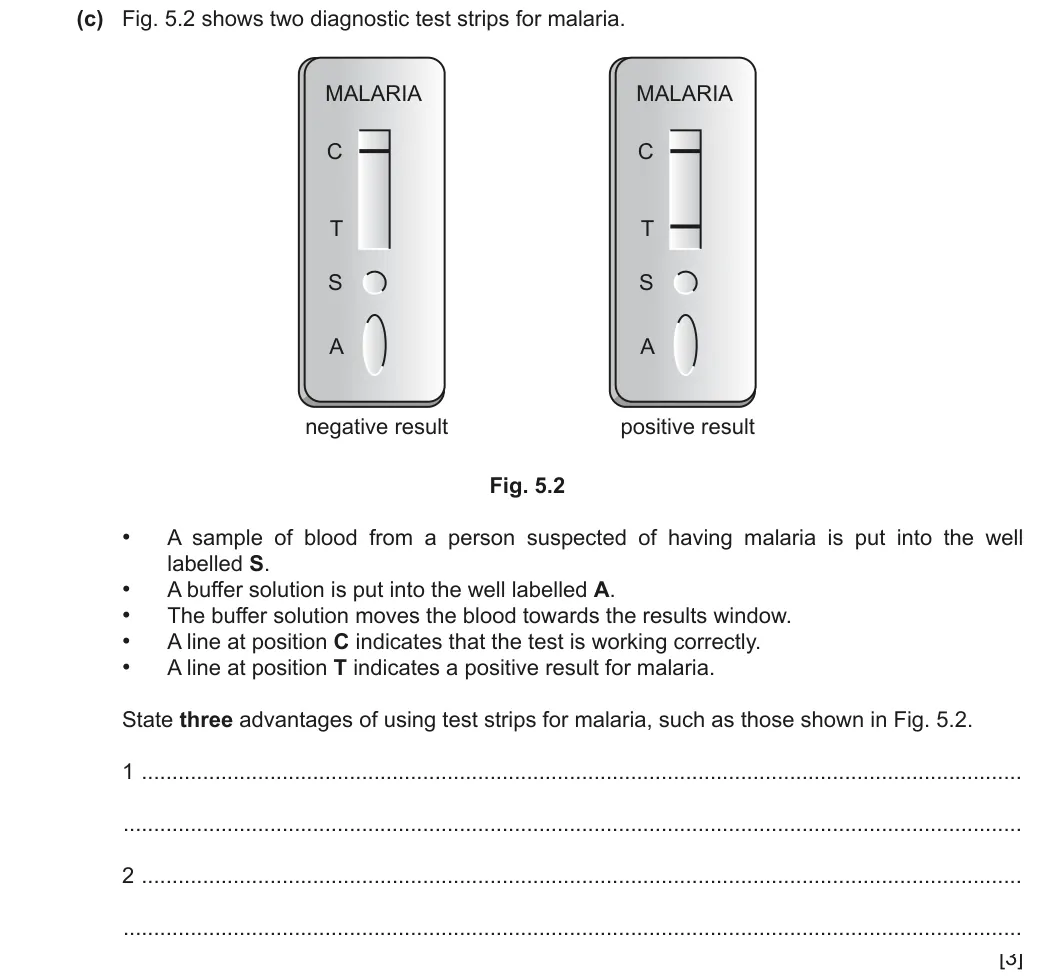 (c) Fig. 5.2 shows two diagnostic test strips for malaria.
MALARIA MALARIA
C C
T T
S S
A A
negative result positive result
Fig. 5.2
• A sample of blood from a person suspected of having malaria is put into the well
labelled S.
• A buffer solution is put into the well labelled A.
• The buffer solution moves the blood towards the results window.
• A line at position C indicates that the test is working correctly.
• A line at position T indicates a positive result for malaria.
State three advantages of using test strips for malaria, such as those shown in Fig. 5.2.
1 ................................................................................................................................................
...................................................................................................................................................
2 ................................................................................................................................................
...................................................................................................................................................
[3]